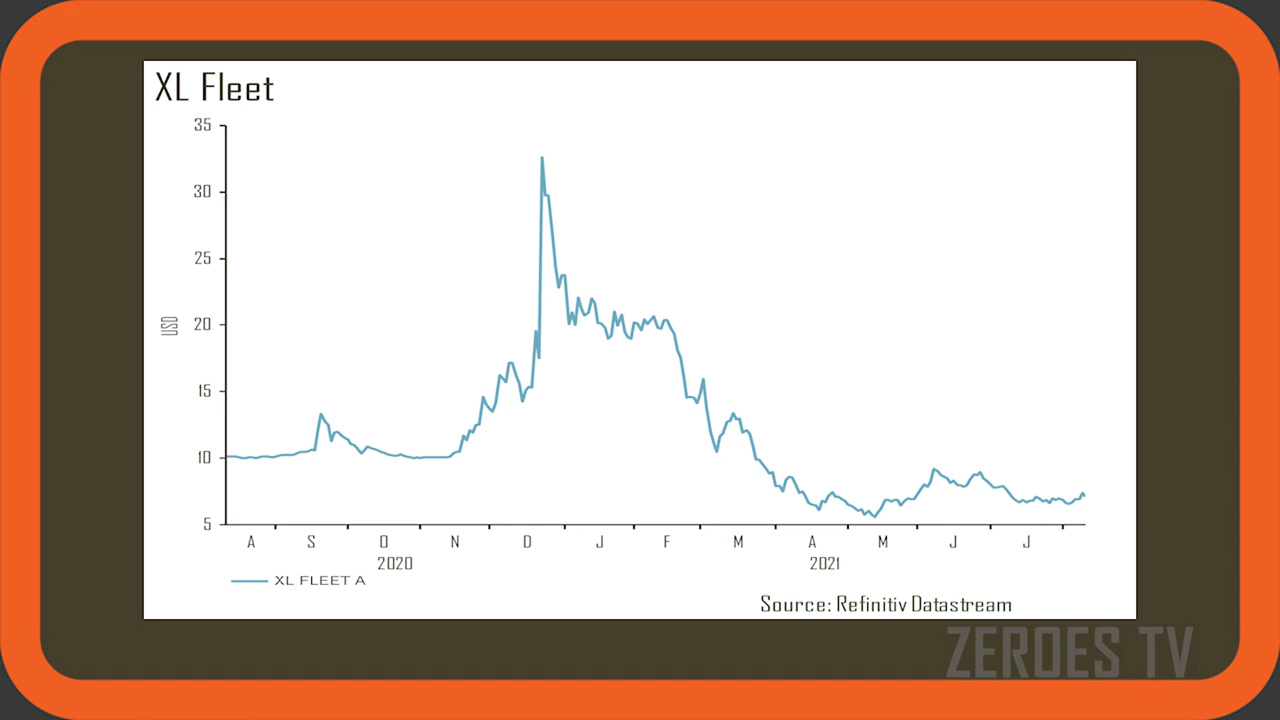 XL Fleet
35
30
25
20
15
10
5
USD
A S O N D J F M A M J J
2020 2021
XL FLEET A
Source: Refinitiv Datastream
ZEROES TV